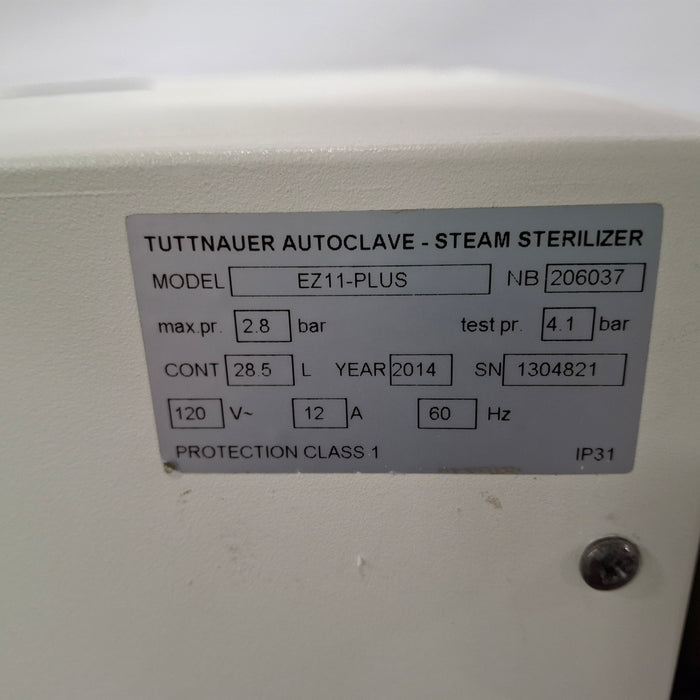 TUTTNAUER AUTOCLAVE - STEAM STERILIZER
MODEL EZ11-PLUS NB 206037
max.pr. 2.8 bar test pr. 4.1 bar
CONT 28.5 L YEAR 2014 SN 1304821
120 V~ 12 A 60 Hz
PROTECTION CLASS 1 IP31